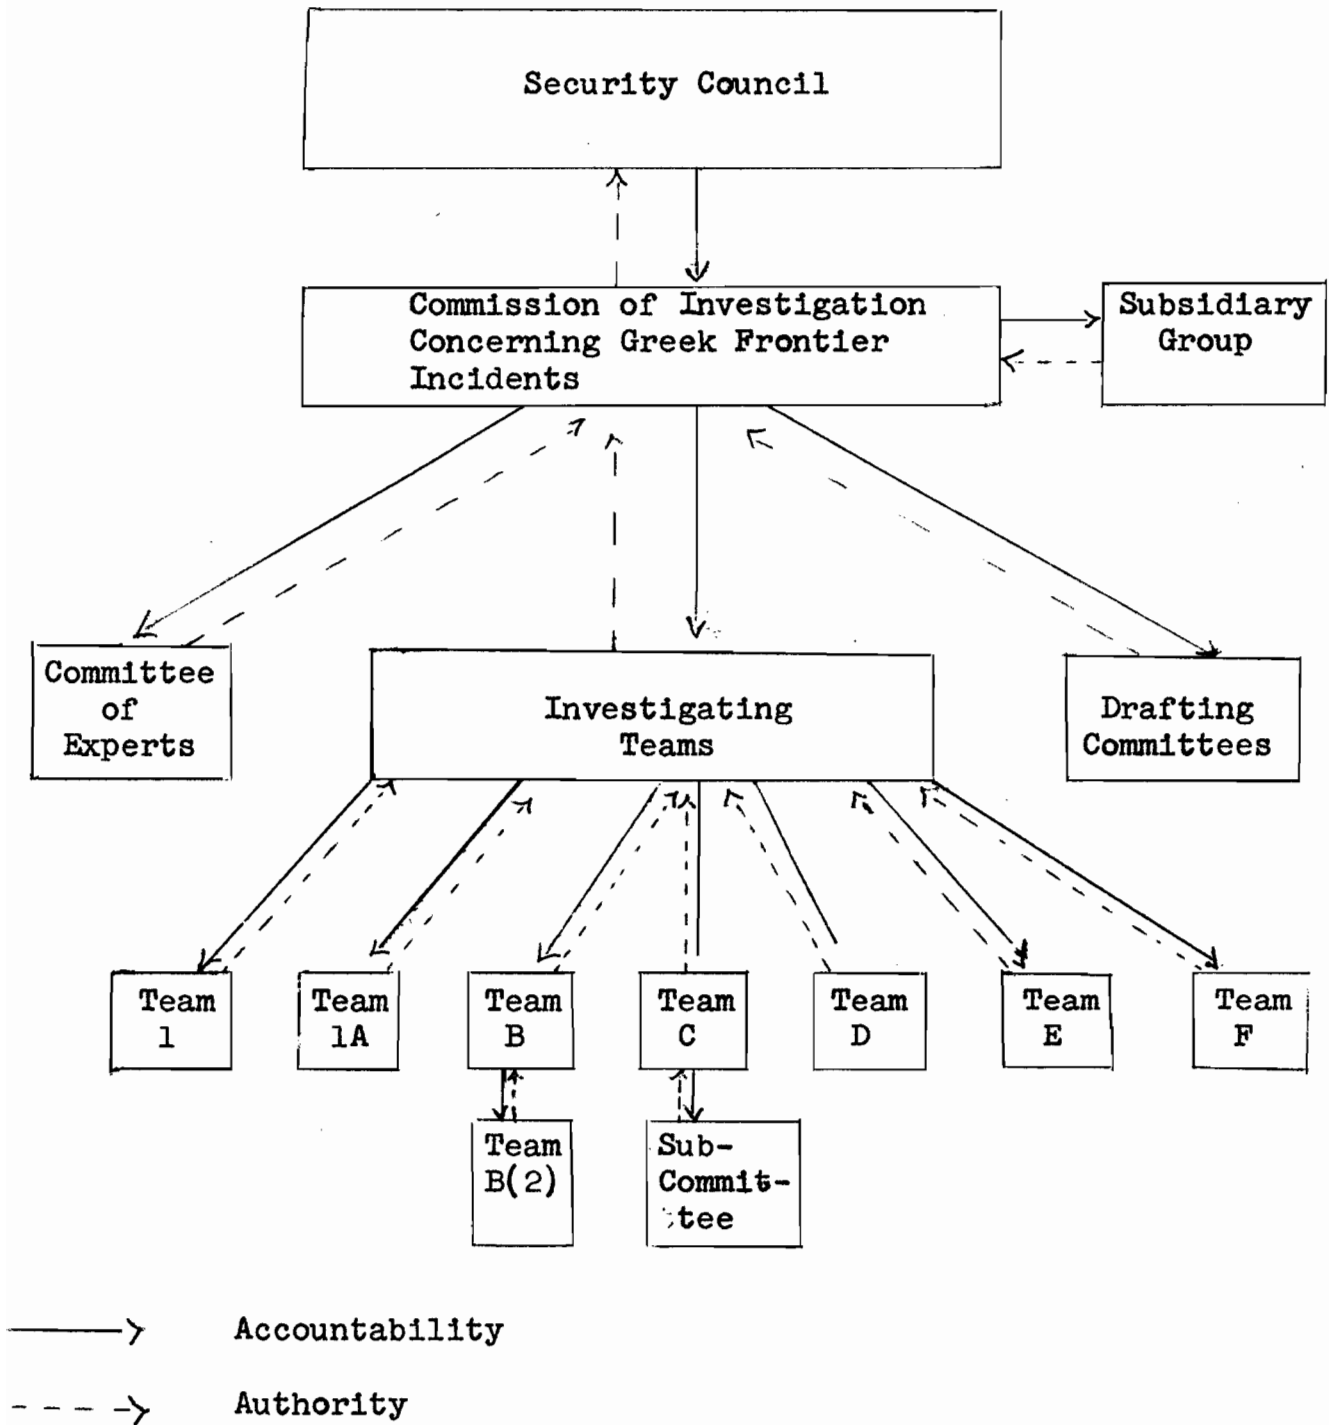 Security Council
Commission of Investigation
Concerning Greek Frontier
Incidents
Subsidiary
Group
Committee
of
Experts
Investigating
Teams
Drafting
Committees
Team
1
Team
1A
Team
B
Team
C
Team
D
Team
E
Team
F
Team
B(2)
Sub-
Commit-
tee
Accountability
Authority